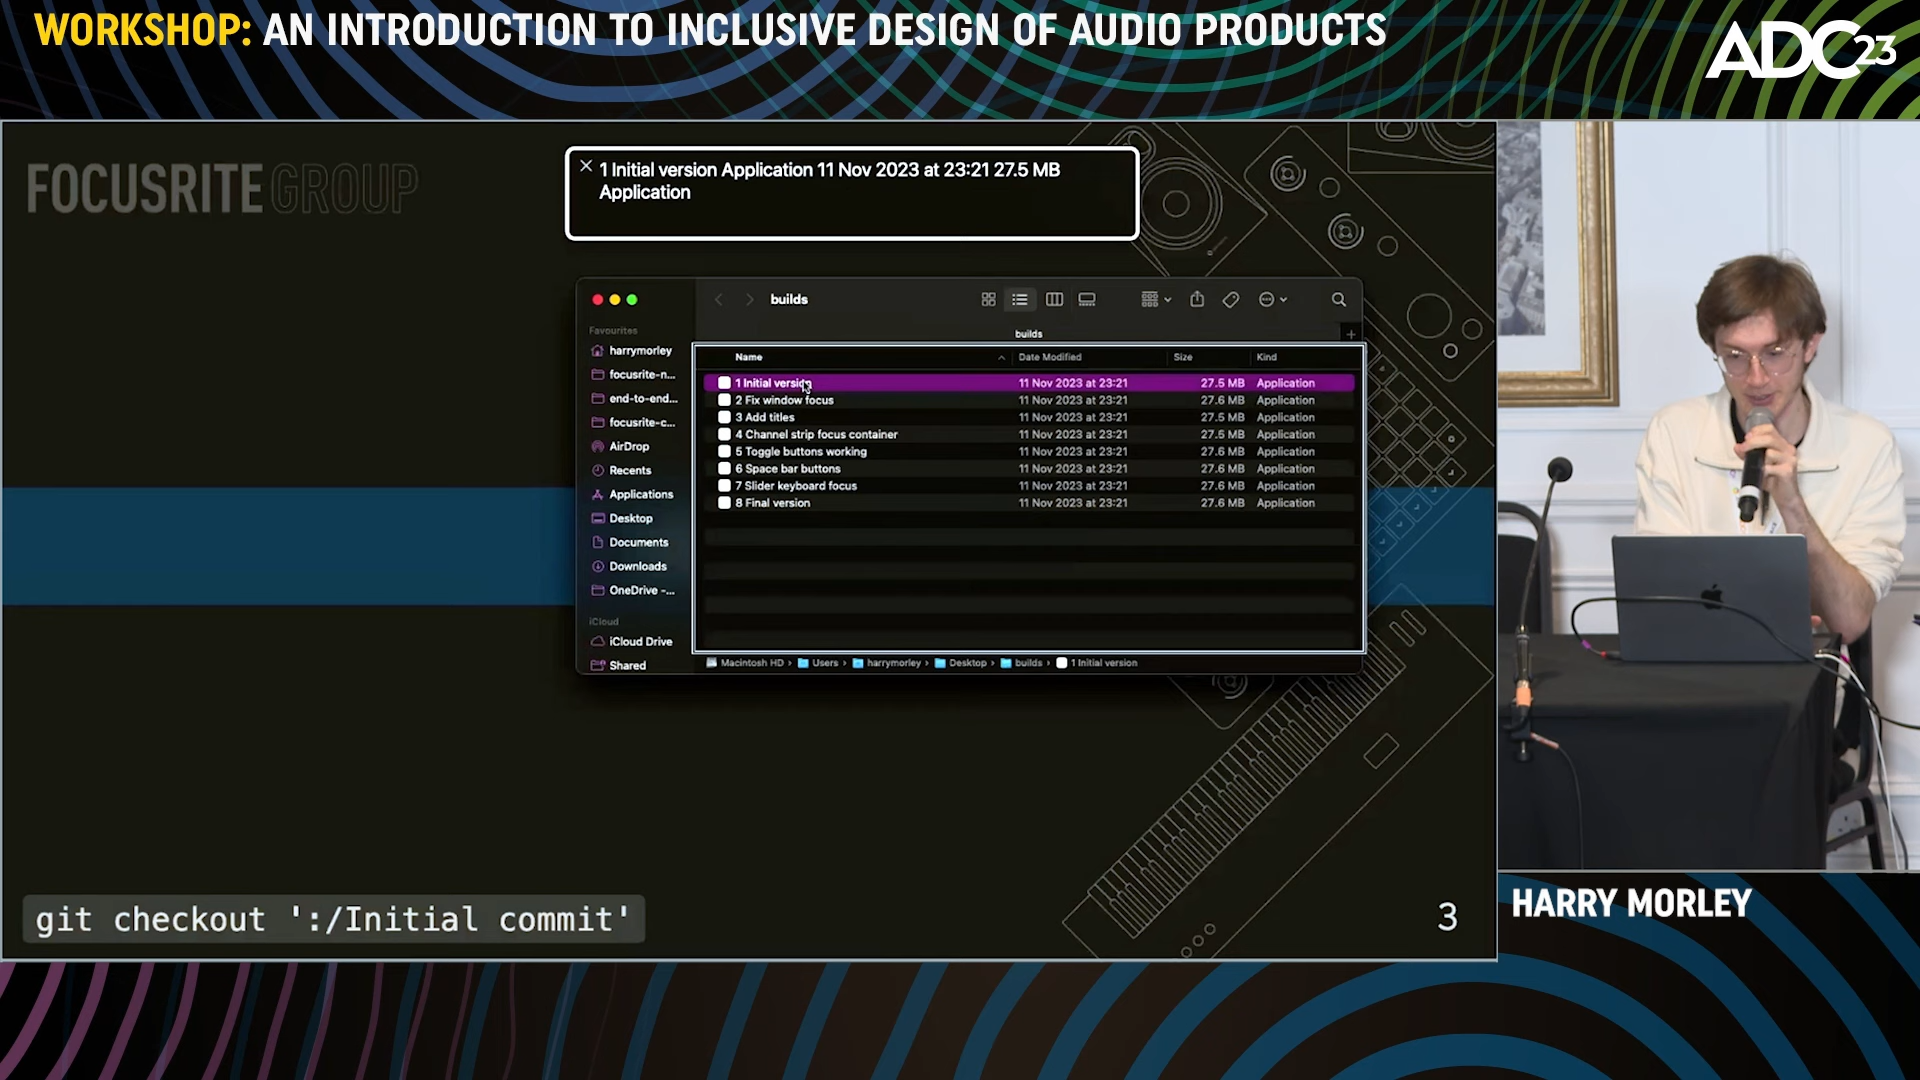 WORKSHOP: AN INTRODUCTION TO INCLUSIVE DESIGN OF AUDIO PRODUCTS
ADC23
FOCUSRITE GROUP
1 Initial version Application 11 Nov 2023 at 23:21 27.5 MB
Application
builds
builds
Favourites
harrymorley
focusrite-n...
end-to-end...
focusrite-c...
AirDrop
Recents
Applications
Desktop
Documents
Downloads
OneDrive -...
iCloud
iCloud Drive
Shared
Name Date Modified Size Kind
1 Initial version 11 Nov 2023 at 23:21 27.5 MB Application
2 Fix window focus 11 Nov 2023 at 23:21 27.6 MB Application
3 Add titles 11 Nov 2023 at 23:21 27.5 MB Application
4 Channel strip focus container 11 Nov 2023 at 23:21 27.5 MB Application
5 Toggle buttons working 11 Nov 2023 at 23:21 27.6 MB Application
6 Space bar buttons 11 Nov 2023 at 23:21 27.6 MB Application
7 Slider keyboard focus 11 Nov 2023 at 23:21 27.6 MB Application
8 Final version 11 Nov 2023 at 23:21 27.6 MB Application
Macintosh HD › Users › harrymorley › Desktop › builds › 1 Initial version
git checkout ':/Initial commit'
3
HARRY MORLEY